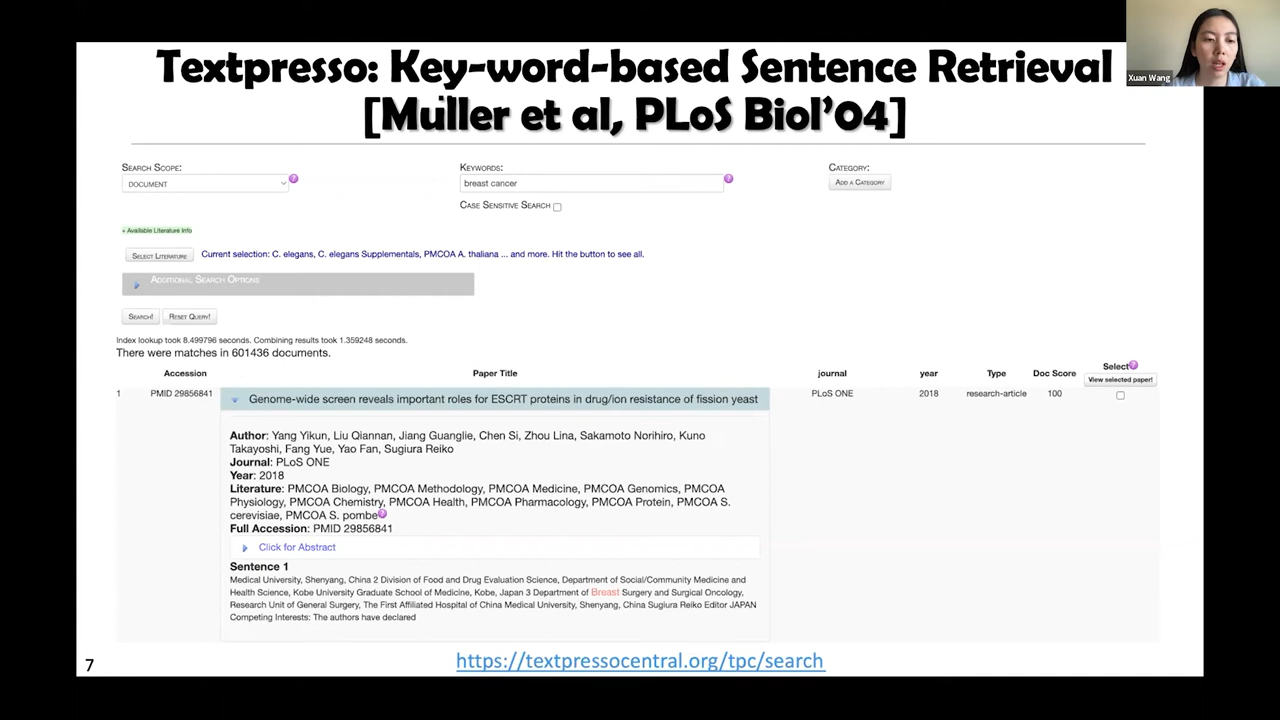 Textpresso: Key-word-based Sentence Retrieval
[Muller et al, PLoS Biol'04]
Xuan Wang
Search Scope:
Keywords:
Category:
DOCUMENT
breast cancer
Add a Category
Case Sensitive Search
+ Available Literature Info
Select Literature
Current selection: C. elegans, C. elegans Supplementals, PMCOA A. thaliana ... and more. Hit the button to see all.
Additional Search Options
Search!
Reset Query!
Index lookup took 8.499796 seconds. Combining results took 1.359248 seconds.
There were matches in 601436 documents.
Accession
Paper Title
journal
year
Type
Doc Score
Select
View selected paper!
1
PMID 29856841
Genome-wide screen reveals important roles for ESCRT proteins in drug/ion resistance of fission yeast
PLoS ONE
2018
research-article
100
Author: Yang Yikun, Liu Qiannan, Jiang Guanglie, Chen Si, Zhou Lina, Sakamoto Norihiro, Kuno
Takayoshi, Fang Yue, Yao Fan, Sugiura Reiko
Journal: PLoS ONE
Year: 2018
Literature: PMCOA Biology, PMCOA Methodology, PMCOA Medicine, PMCOA Genomics, PMCOA
Physiology, PMCOA Chemistry, PMCOA Health, PMCOA Pharmacology, PMCOA Protein, PMCOA S.
cerevisiae, PMCOA S. pombe
Full Accession: PMID 29856841
Click for Abstract
Sentence 1
Medical University, Shenyang, China 2 Division of Food and Drug Evaluation Science, Department of Social/Community Medicine and
Health Science, Kobe University Graduate School of Medicine, Kobe, Japan 3 Department of Breast Surgery and Surgical Oncology,
Research Unit of General Surgery, The First Affiliated Hospital of China Medical University, Shenyang, China Sugiura Reiko Editor JAPAN
Competing Interests: The authors have declared
7
https://textpressocentral.org/tpc/search